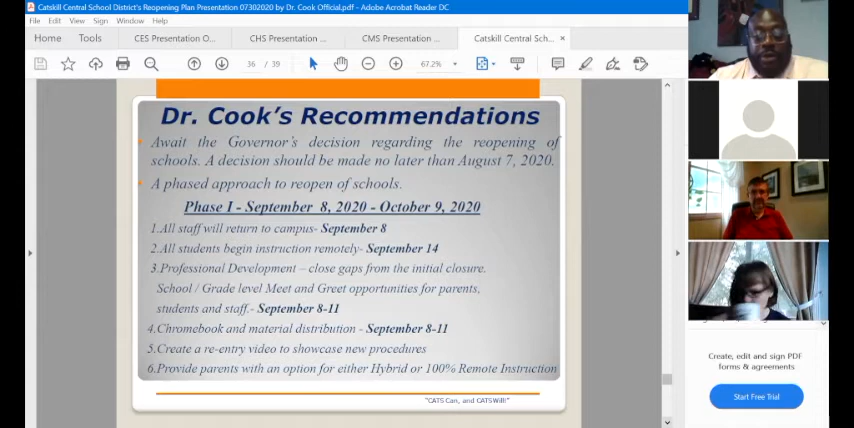 Catskill Central School District's Reopening Plan Presentation 07302020 by Dr. Cook Official.pdf - Adobe Acrobat Reader DC
File Edit View Sign Window Help
Home Tools CES Presentation O... CHS Presentation ... CMS Presentation ... Catskill Central Sch... ×
36 / 39 67.2%
Dr. Cook's Recommendations
Await the Governor's decision regarding the reopening of
schools. A decision should be made no later than August 7, 2020.
A phased approach to reopen of schools.
Phase I - September 8, 2020 - October 9, 2020
1.All staff will return to campus- September 8
2.All students begin instruction remotely- September 14
3.Professional Development – close gaps from the initial closure.
School / Grade level Meet and Greet opportunities for parents,
students and staff.- September 8-11
4.Chromebook and material distribution - September 8-11
5.Create a re-entry video to showcase new procedures
6.Provide parents with an option for either Hybrid or 100% Remote Instruction
"CATS Can, and CATS Will!"
Create, edit and sign PDF
forms & agreements
Start Free Trial